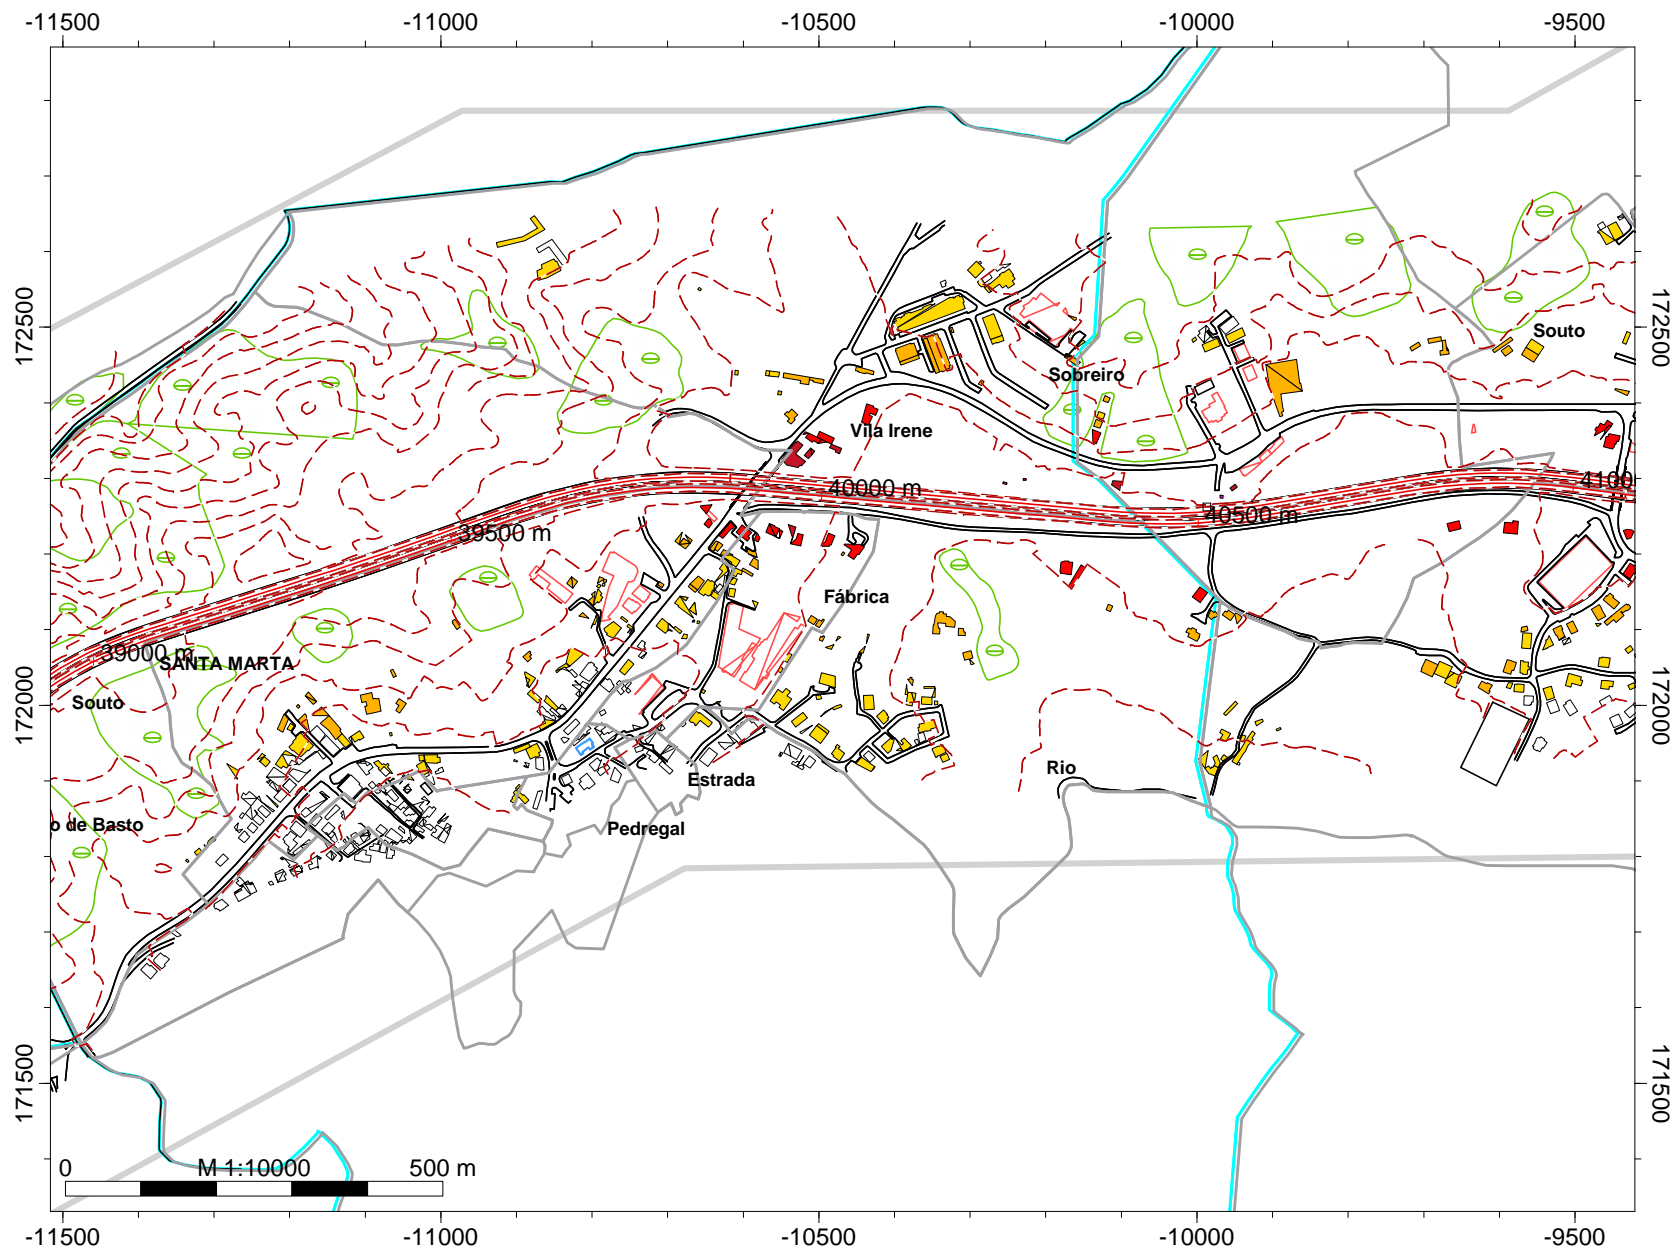 -11500 -11000 -10500 -10000 -9500
172500
172500
Souto
Sobreiro
Vila Irene
40000 m
4100
40500 m
39500 m
Fábrica
39000 m
SANTA MARTA
Souto
172000
172000
Rio
Estrada
o de Basto
Pedregal
171500
171500
0 M 1:10000 500 m
-11500 -11000 -10500 -10000 -9500